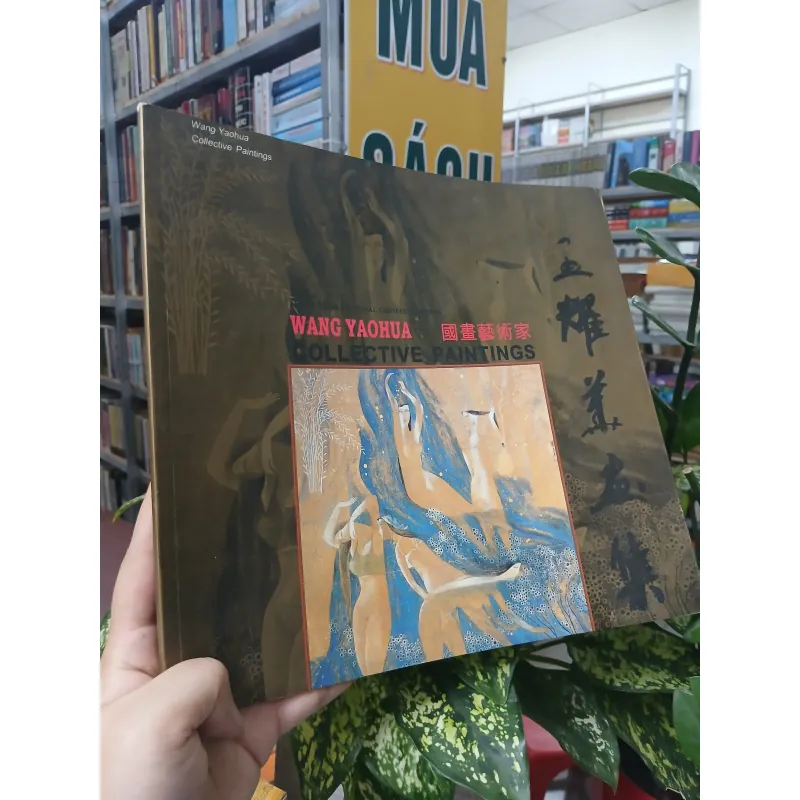 MUA
SÁCH
Wang Yaohua
Collective Paintings
WANG YAOHUA 國畫藝術家
COLLECTIVE PAINTINGS
王耀華畫集